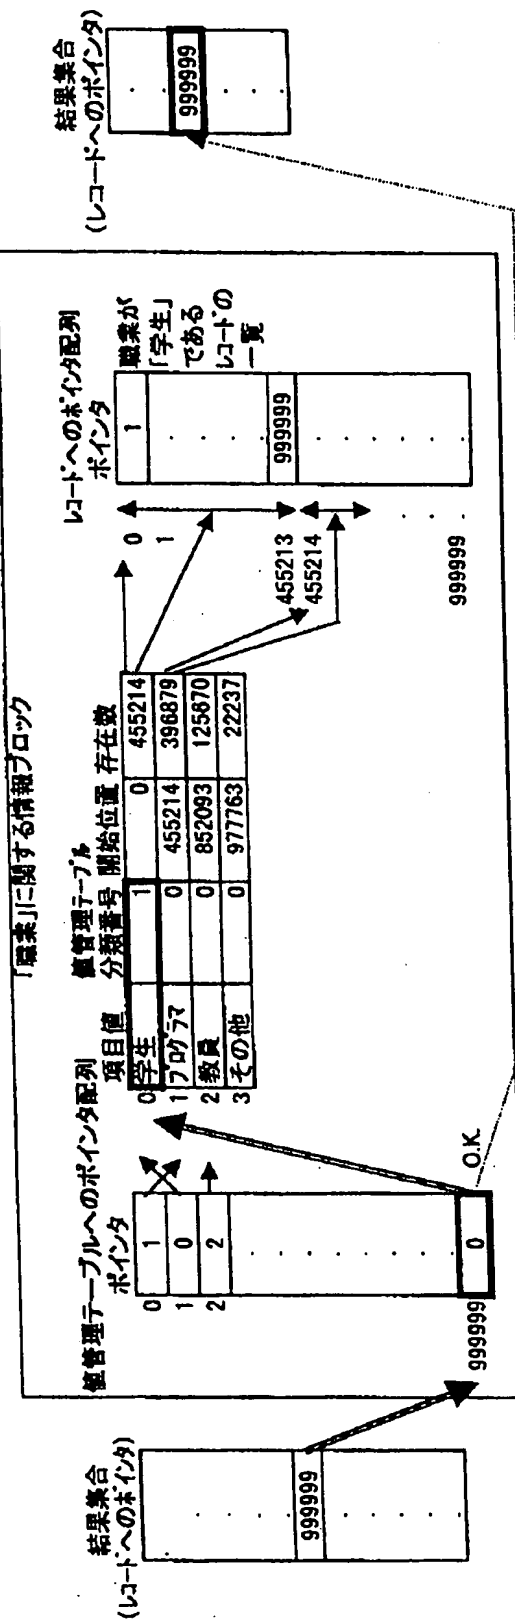 「職業」に関する情報ブロック
結果集合
(レコードへのポインタ)
999999
値管理テーブルへのポインタ配列
ポインタ
0 1
1 0
2 2
999999 0
O.K.
値管理テーブル
項目値 分類番号 開始位置 存在数
0 学生 1 0 455214
1 プログラマ 0 455214 396879
2 教員 0 852093 125670
3 その他 0 977763 22237
レコードへのポインタ配列
ポインタ
0 1
1
455213 999999
455214
999999
職業が
「学生」
である
レコードの
一覧
結果集合
(レコードへのポインタ)
999999